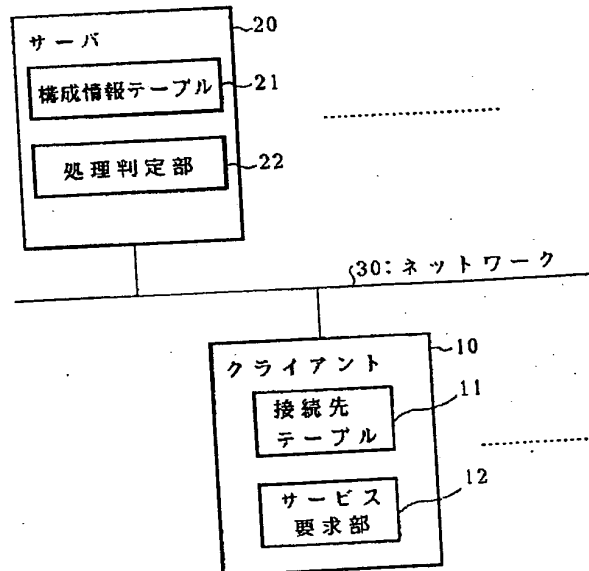 サーバ
20
構成情報テーブル
21
処理判定部
22
30:ネットワーク
クライアント
10
接続先
テーブル
11
サービス
要求部
12